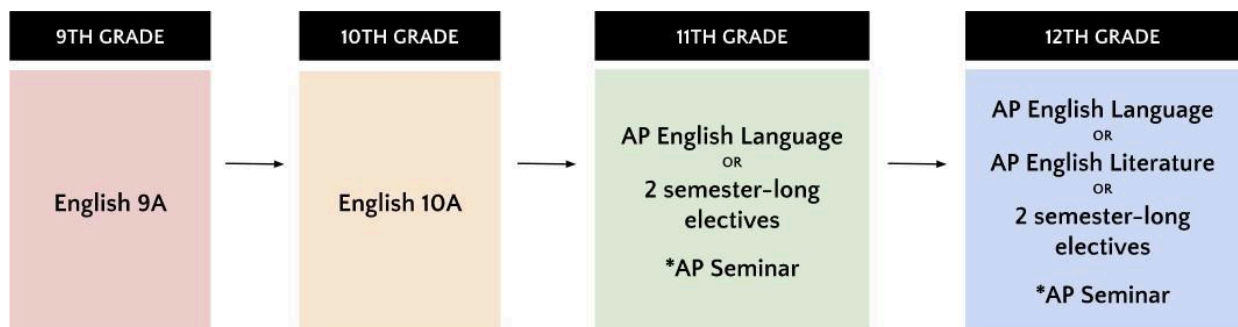 9TH GRADE
English 9A
10TH GRADE
English 10A
11TH GRADE
AP English Language
OR
2 semester-long
electives
*AP Seminar
12TH GRADE
AP English Language
OR
AP English Literature
OR
2 semester-long
electives
*AP Seminar